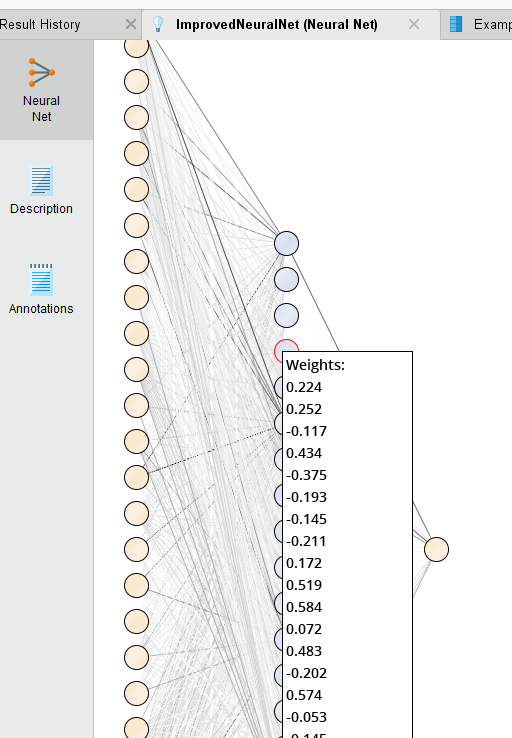 Result History
ImprovedNeuralNet (Neural Net)
Examp
Neural
Net
Description
Annotations
Weights:
0.224
0.252
-0.117
0.434
-0.375
-0.193
-0.145
-0.211
0.172
0.519
0.584
0.072
0.483
-0.202
0.574
-0.053
-0.145